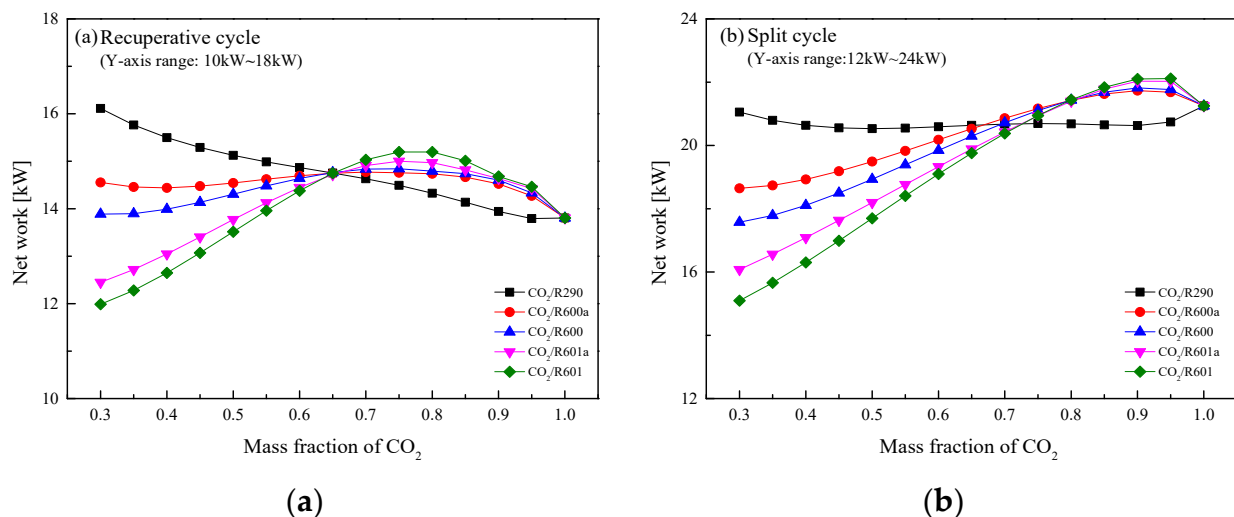 (a) Recuperative cycle
(Y-axis range: 10kW~18kW)
18
16
14
12
10
Net work [kW]
0.3 0.4 0.5 0.6 0.7 0.8 0.9 1.0
Mass fraction of CO2
CO2/R290
CO2/R600a
CO2/R600
CO2/R601a
CO2/R601
(a)
(b) Split cycle
(Y-axis range:12kW~24kW)
24
20
16
12
Net work [kW]
0.3 0.4 0.5 0.6 0.7 0.8 0.9 1.0
Mass fraction of CO2
CO2/R290
CO2/R600a
CO2/R600
CO2/R601a
CO2/R601
(b)